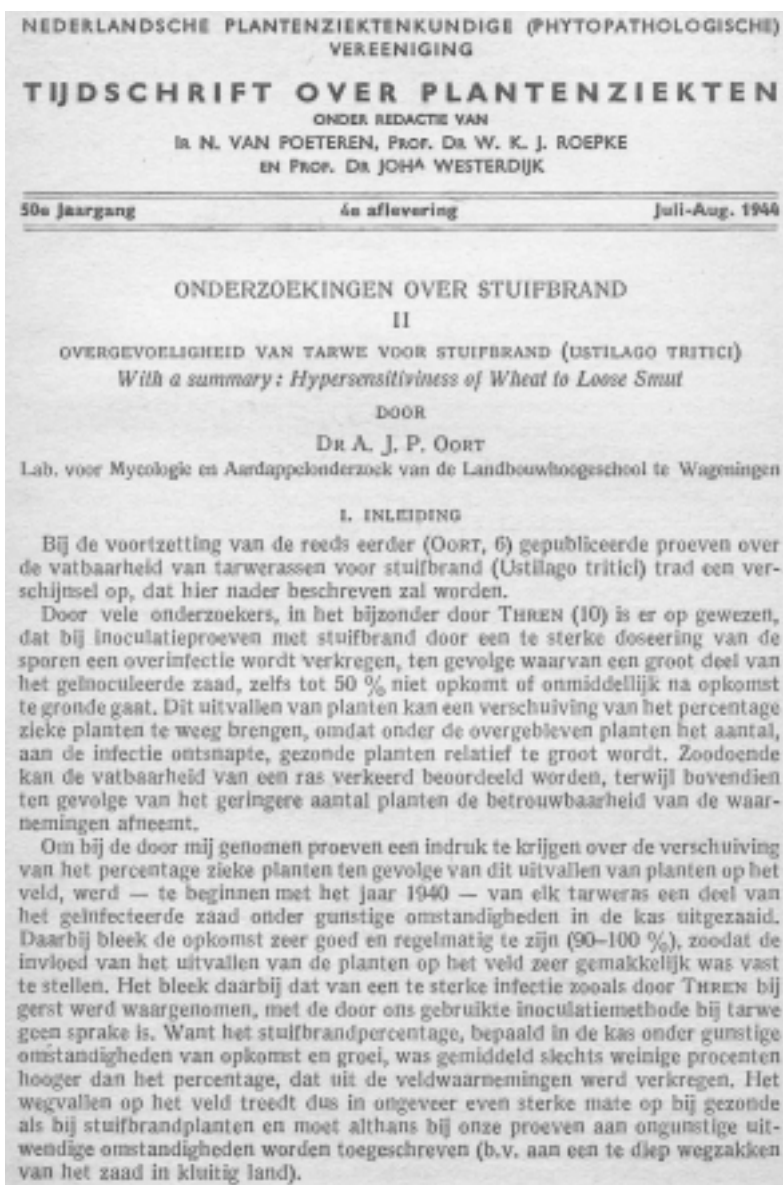 NEDERLANDSCHE PLANTENZIEKTENKUNDIGE (PHYTOPATHOLOGISCHE)
VEREENIGING
TIJDSCHRIFT OVER PLANTENZIEKTEN
ONDER REDACTIE VAN
IR N. VAN POETEREN, PROF. DR W. K. J. ROEPKE
EN PROF. DR JOHA WESTERDIJK
50e Jaargang 4e aflevering Juli-Aug. 1944
ONDERZOEKINGEN OVER STUIFBRAND
II
OVERGEVOELIGHEID VAN TARWE VOOR STUIFBRAND (USTILAGO TRITICI)
With a summary: Hypersensitiviness of Wheat to Loose Smut
DOOR
DR A. J. P. OORT
Lab. voor Mycologie en Aardappelonderzoek van de Landbouwhoogeschool te Wageningen
I. INLEIDING
Bij de voortzetting van de reeds eerder (OORT, 6) gepubliceerde proeven over
de vatbaarheid van tarwerassen voor stuifbrand (Ustilago tritici) trad een ver-
schijnsel op, dat hier nader beschreven zal worden.
Door vele onderzoekers, in het bijzonder door THREN (10) is er op gewezen,
dat bij inoculatieproeven met stuifbrand door een te sterke doseering van de
sporen een overinfectie wordt verkregen, ten gevolge waarvan een groot deel van
het geïnoculeerde zaad, zelfs tot 50 % niet opkomt of onmiddellijk na opkomst
te gronde gaat. Dit uitvallen van planten kan een verschuiving van het percentage
zieke planten te weeg brengen, omdat onder de overgebleven planten het aantal,
aan de infectie ontsnapte, gezonde planten relatief te groot wordt. Zoodoende
kan de vatbaarheid van een ras verkeerd beoordeeld worden, terwijl bovendien
ten gevolge van het geringere aantal planten de betrouwbaarheid van de waar-
nemingen afneemt.
Om bij de door mij genomen proeven een indruk te krijgen over de verschuiving
van het percentage zieke planten ten gevolge van dit uitvallen van planten op het
veld, werd — te beginnen met het jaar 1940 — van elk tarweras een deel van
het geïnfecteerde zaad onder gunstige omstandigheden in de kas uitgezaaid.
Daarbij bleek de opkomst zeer goed en regelmatig te zijn (90–100 %), zoodat de
invloed van het uitvallen van de planten op het veld zeer gemakkelijk was vast
te stellen. Het bleek daarbij dat van een te sterke infectie zooals door THREN bij
gerst werd waargenomen, met de door ons gebruikte inoculatiemethode bij tarwe
geen sprake is. Want het stuifbrandpercentage, bepaald in de kas onder gunstige
omstandigheden van opkomst en groei, was gemiddeld slechts weinige procenten
hooger dan het percentage, dat uit de veldwaarnemingen werd verkregen. Het
wegvallen op het veld treedt dus in ongeveer even sterke mate op bij gezonde
als bij stuifbrandplanten en moet althans bij onze proeven aan ongunstige uit-
wendige omstandigheden worden toegeschreven (b.v. aan een te diep wegzakken
van het zaad in kluitig land).